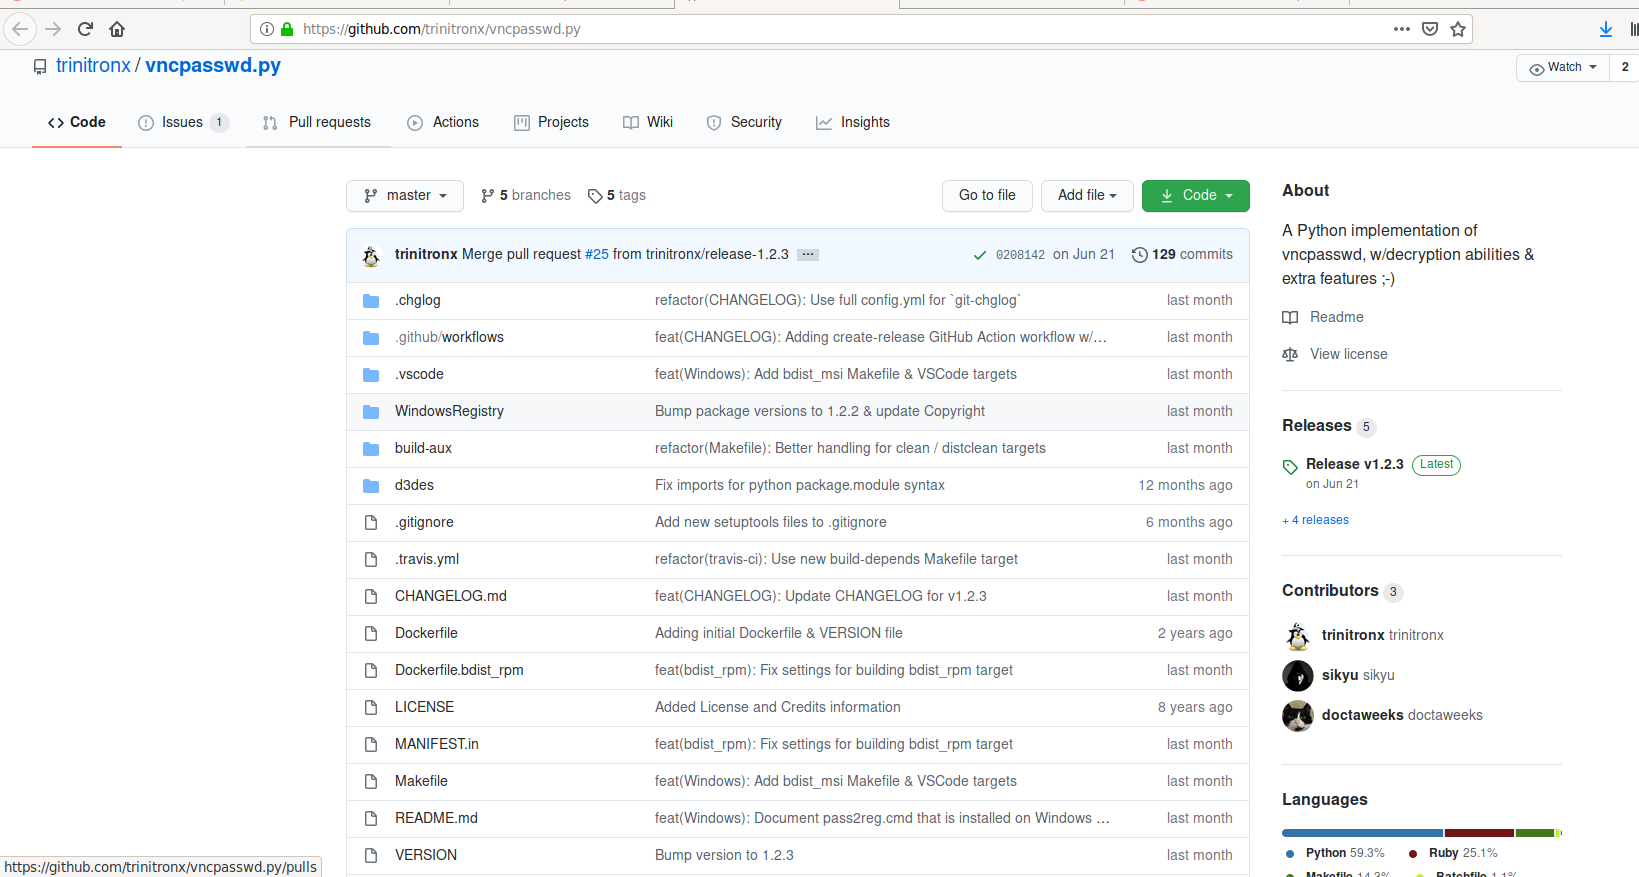 https://github.com/trinitronx/vncpasswd.py
trinitronx / vncpasswd.py
Watch 2
Code Issues 1 Pull requests Actions Projects Wiki Security Insights
master 5 branches 5 tags Go to file Add file Code
trinitronx Merge pull request #25 from trinitronx/release-1.2.3 ... 0208142 on Jun 21 129 commits
.chglog refactor(CHANGELOG): Use full config.yml for `git-chglog` last month
.github/workflows feat(CHANGELOG): Adding create-release GitHub Action workflow w/… last month
.vscode feat(Windows): Add bdist_msi Makefile & VSCode targets last month
WindowsRegistry Bump package versions to 1.2.2 & update Copyright last month
build-aux refactor(Makefile): Better handling for clean / distclean targets last month
d3des Fix imports for python package.module syntax 12 months ago
.gitignore Add new setuptools files to .gitignore 6 months ago
.travis.yml refactor(travis-ci): Use new build-depends Makefile target last month
CHANGELOG.md feat(CHANGELOG): Update CHANGELOG for v1.2.3 last month
Dockerfile Adding initial Dockerfile & VERSION file 2 years ago
Dockerfile.bdist_rpm feat(bdist_rpm): Fix settings for building bdist_rpm target last month
LICENSE Added License and Credits information 8 years ago
MANIFEST.in feat(bdist_rpm): Fix settings for building bdist_rpm target last month
Makefile feat(Windows): Add bdist_msi Makefile & VSCode targets last month
README.md feat(Windows): Document pass2reg.cmd that is installed on Windows … last month
VERSION Bump version to 1.2.3 last month
About
A Python implementation of
vncpasswd, w/decryption abilities &
extra features ;-)
Readme
View license
Releases 5
Release v1.2.3 Latest
on Jun 21
+ 4 releases
Contributors 3
trinitronx trinitronx
sikyu sikyu
doctaweeks doctaweeks
Languages
Python 59.3% Ruby 25.1%
Makefile 14.3% Batchfile 1.1%
https://github.com/trinitronx/vncpasswd.py/pulls